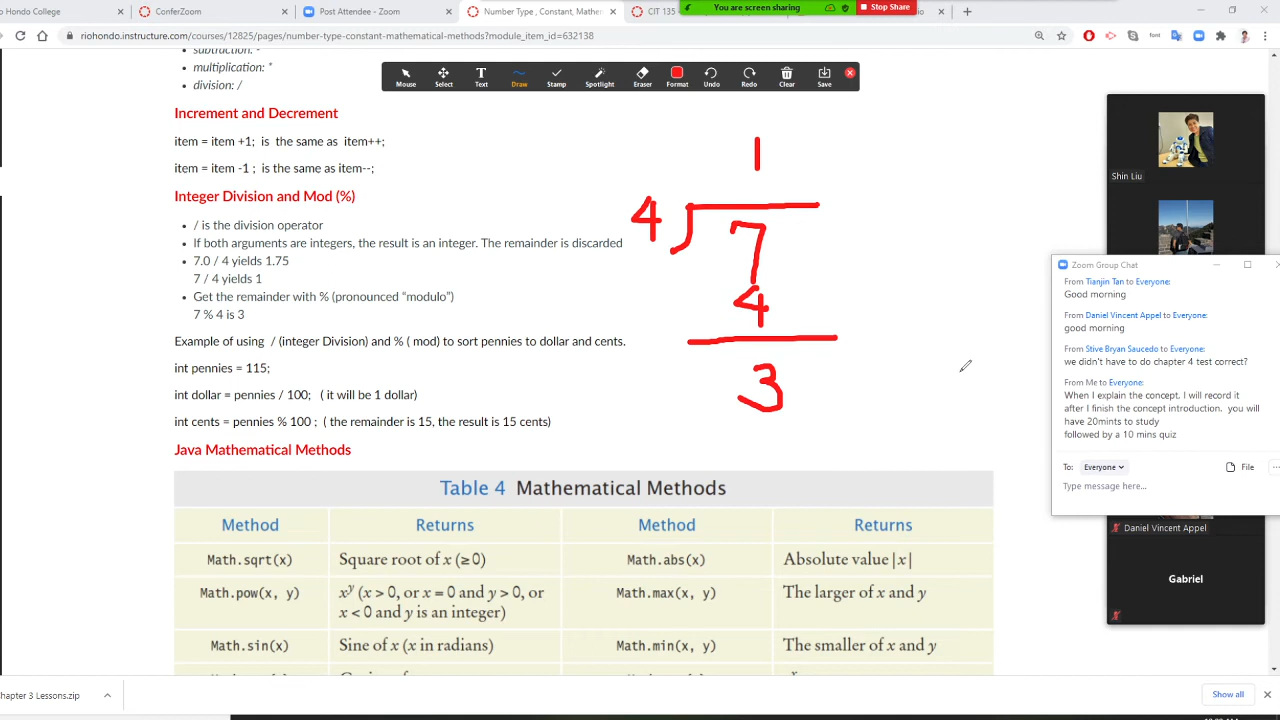 o Hondo College
ConferZoom
Post Attendee - Zoom
Number Type , Constant, Mathem
CIT 135 -
You are screen sharing
Stop Share
riohondo.instructure.com/courses/12825/pages/number-type-constant-mathematical-methods?module_item_id=632138
subtraction: -
multiplication: *
division: /
Mouse Select Text Draw Stamp Spotlight Eraser Format Undo Redo Clear Save
Increment and Decrement
item = item +1; is the same as item++;
item = item -1 ; is the same as item--;
Integer Division and Mod (%)
/ is the division operator
If both arguments are integers, the result is an integer. The remainder is discarded
7.0 / 4 yields 1.75
7 / 4 yields 1
Get the remainder with % (pronounced “modulo”)
7 % 4 is 3
Example of using / (integer Division) and % ( mod) to sort pennies to dollar and cents.
int pennies = 115;
int dollar = pennies / 100; ( it will be 1 dollar)
int cents = pennies % 100 ; ( the remainder is 15, the result is 15 cents)
1
4 7
4
3
Java Mathematical Methods
Table 4 Mathematical Methods
Method Returns Method Returns
Math.sqrt(x) Square root of x (≥ 0) Math.abs(x) Absolute value |x|
Math.pow(x, y) xʸ (x > 0, or x = 0 and y > 0, or Math.max(x, y) The larger of x and y
x < 0 and y is an integer)
Math.sin(x) Sine of x (x in radians) Math.min(x, y) The smaller of x and y
Shin Liu
Zoom Group Chat
From Tianjin Tan to Everyone:
Good morning
From Daniel Vincent Appel to Everyone:
good morning
From Stive Bryan Saucedo to Everyone:
we didn't have to do chapter 4 test correct?
From Me to Everyone:
When I explain the concept, I will record it
after I finish the concept introduction. you will
have 20mints to study
followed by a 10 mins quiz
To: Everyone File
Type message here...
Daniel Vincent Appel
Gabriel
hapter 3 Lessons.zip
Show all